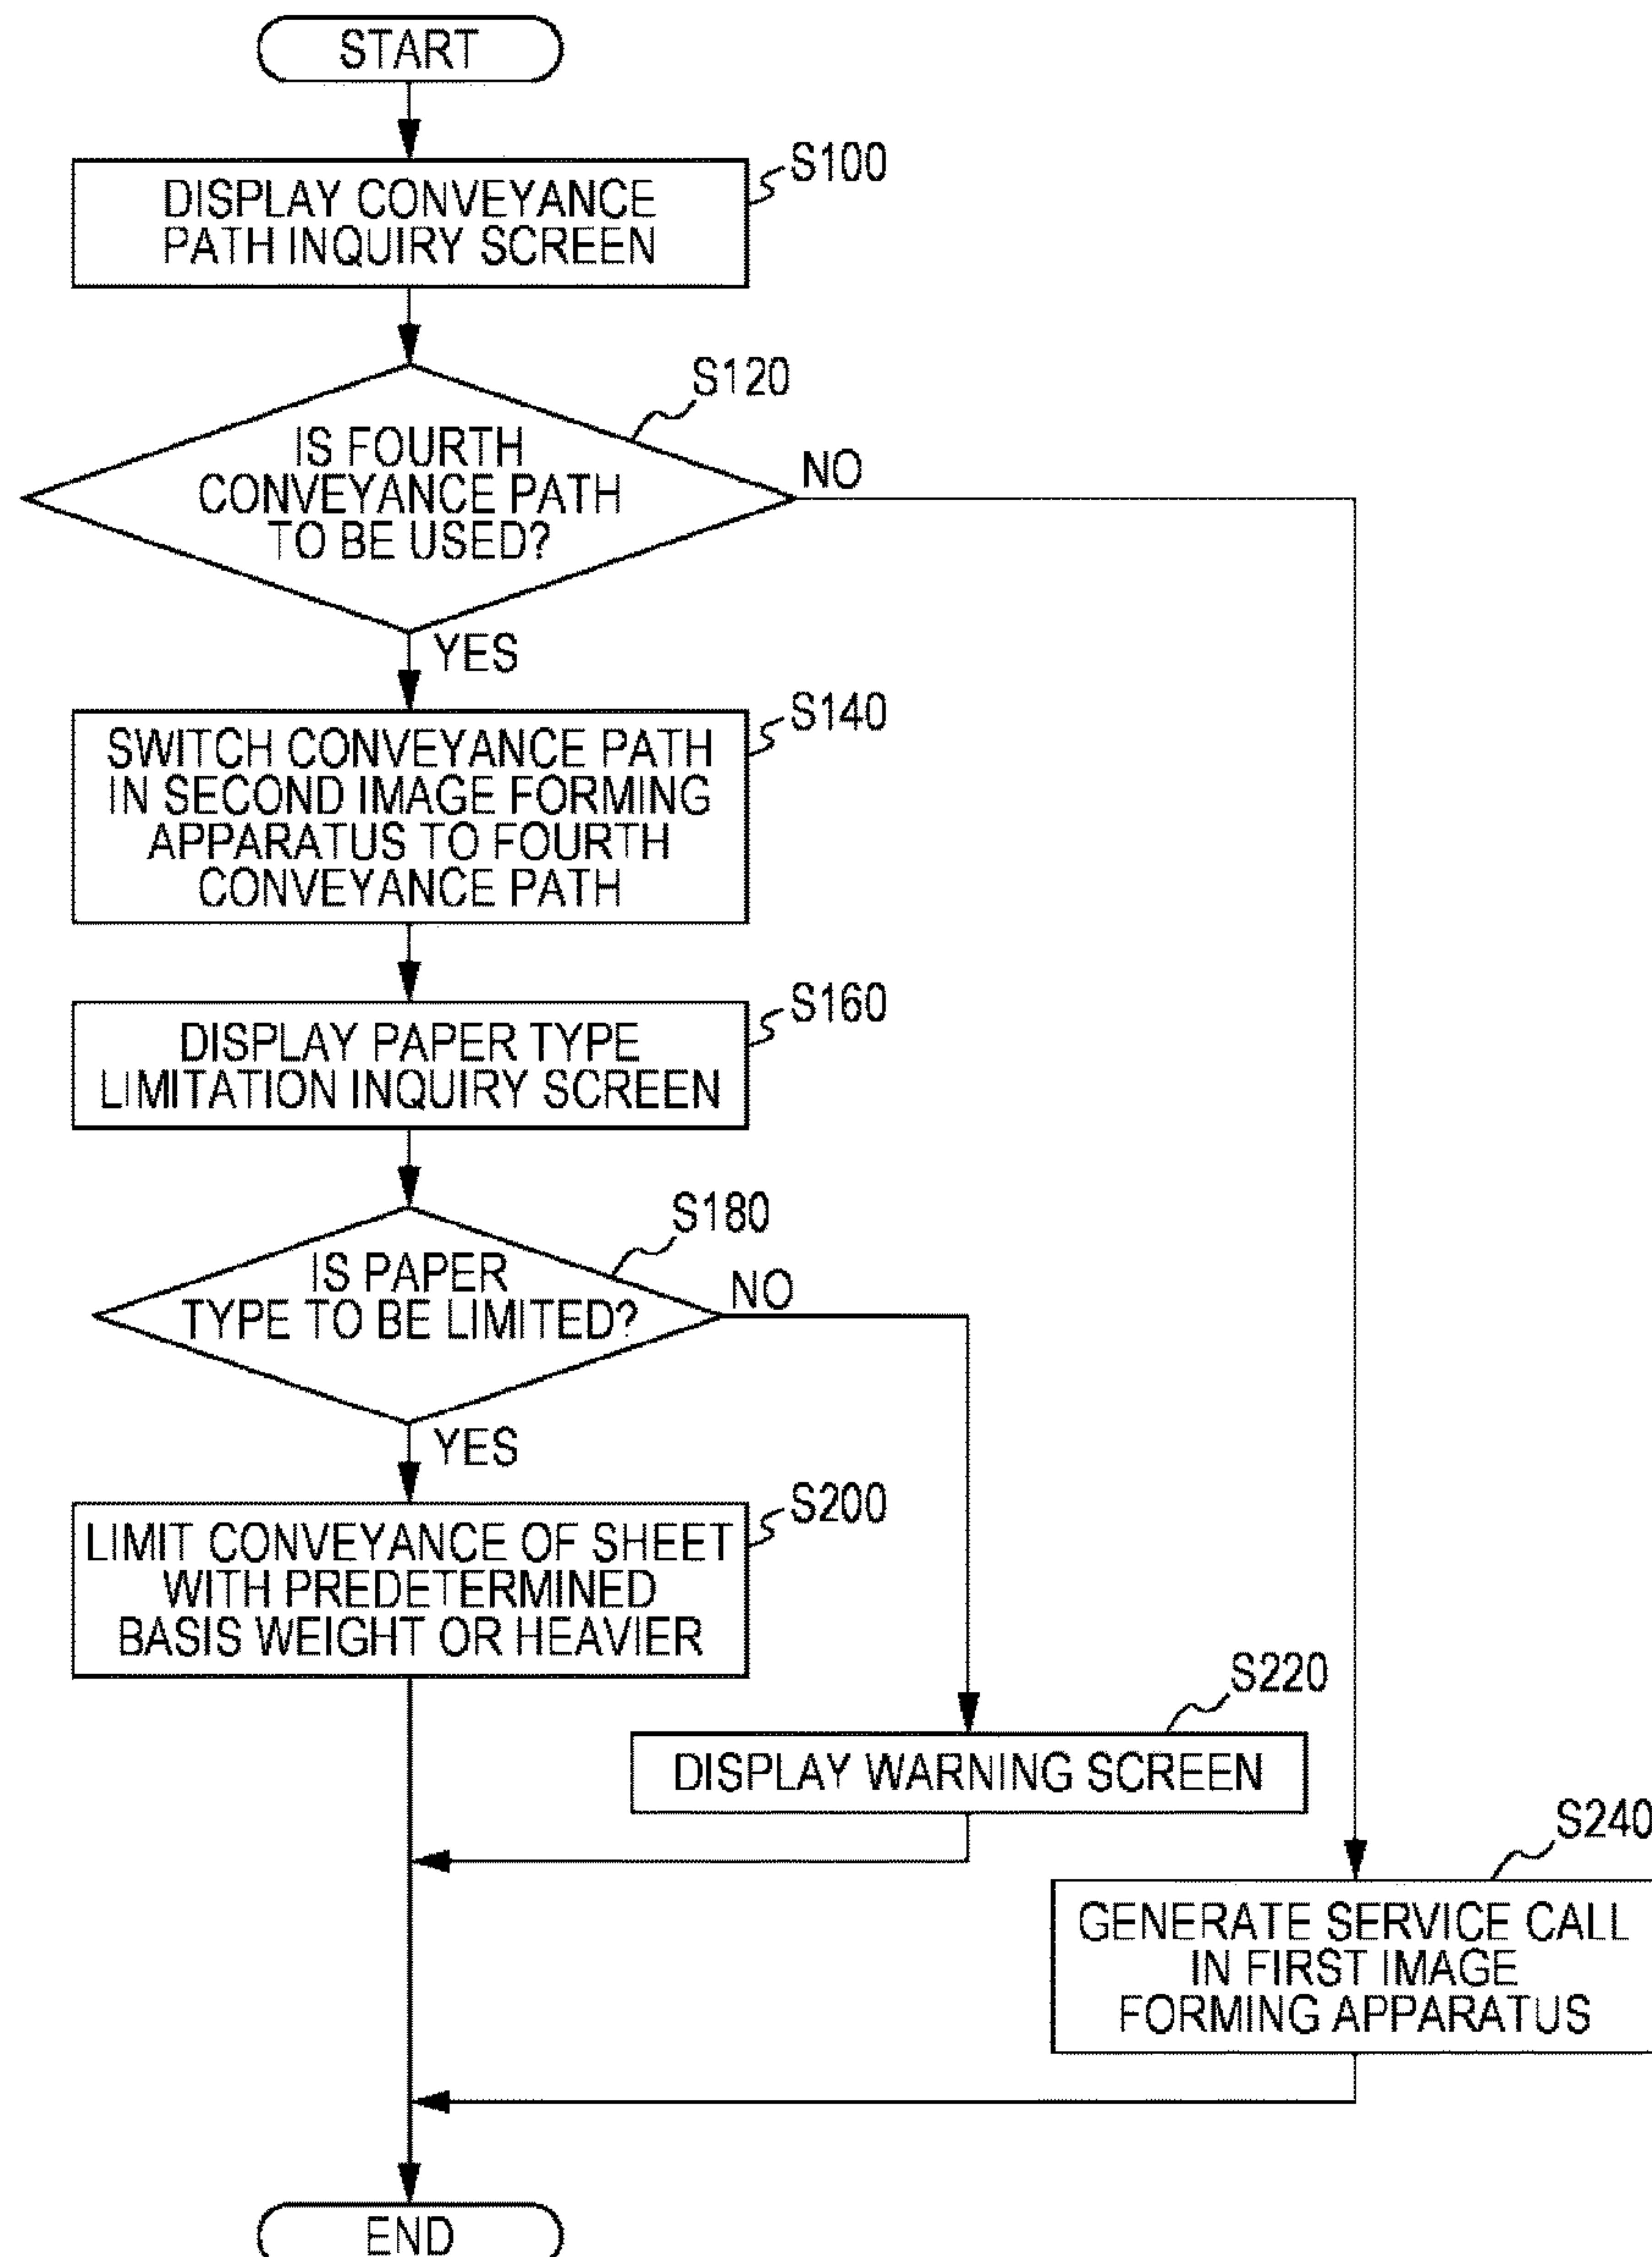 START
S100
DISPLAY CONVEYANCE
PATH INQUIRY SCREEN
S120
IS FOURTH
CONVEYANCE PATH
TO BE USED?
NO
YES
S140
SWITCH CONVEYANCE PATH
IN SECOND IMAGE FORMING
APPARATUS TO FOURTH
CONVEYANCE PATH
S160
DISPLAY PAPER TYPE
LIMITATION INQUIRY SCREEN
S180
IS PAPER
TYPE TO BE LIMITED?
NO
YES
S200
LIMIT CONVEYANCE OF SHEET
WITH PREDETERMINED
BASIS WEIGHT OR HEAVIER
S220
DISPLAY WARNING SCREEN
S240
GENERATE SERVICE CALL
IN FIRST IMAGE
FORMING APPARATUS
END